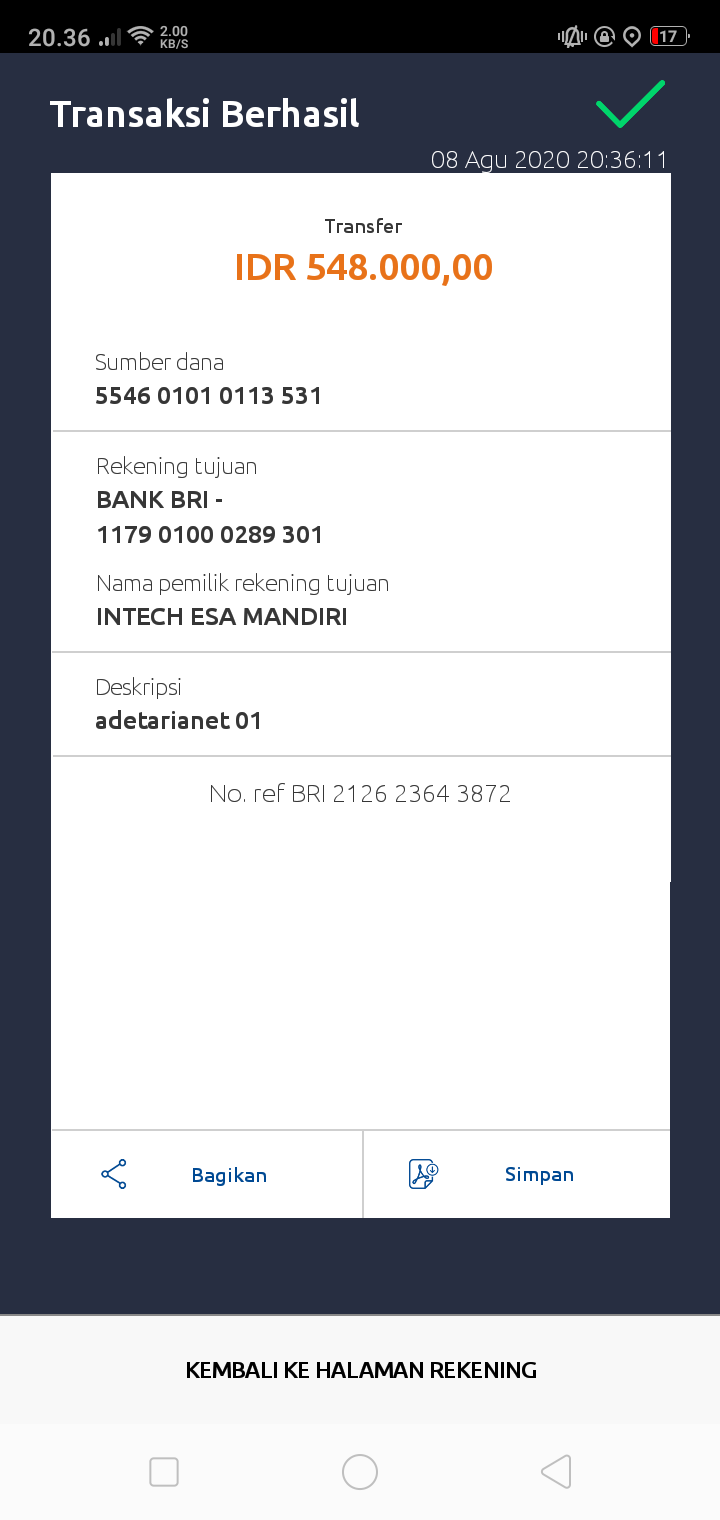 20.36
2.00
KB/S
17
Transaksi Berhasil
08 Agu 2020 20:36:11
Transfer
IDR 548.000,00
Sumber dana
5546 0101 0113 531
Rekening tujuan
BANK BRI -
1179 0100 0289 301
Nama pemilik rekening tujuan
INTECH ESA MANDIRI
Deskripsi
adetarianet 01
No. ref BRI 2126 2364 3872
Bagikan
Simpan
KEMBALI KE HALAMAN REKENING